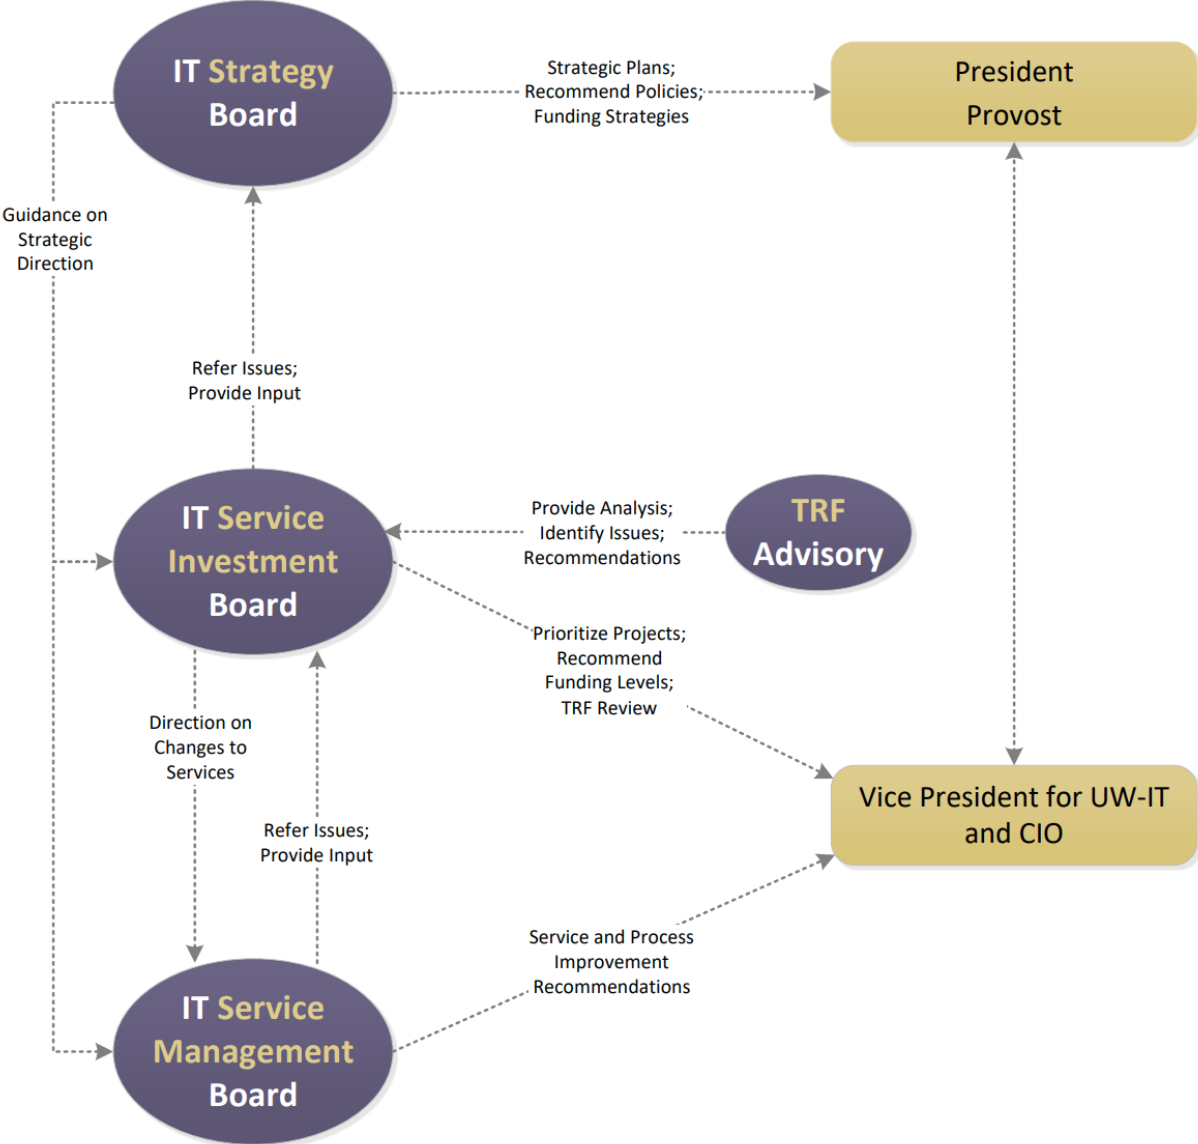 IT Strategy
Board
Strategic Plans;
Recommend Policies;
Funding Strategies
President
Provost
Guidance on
Strategic
Direction
Refer Issues;
Provide Input
IT Service
Investment
Board
Provide Analysis;
Identify Issues;
Recommendations
TRF
Advisory
Prioritize Projects;
Recommend
Funding Levels;
TRF Review
Direction on
Changes to
Services
Refer Issues;
Provide Input
Vice President for UW-IT
and CIO
Service and Process
Improvement
Recommendations
IT Service
Management
Board